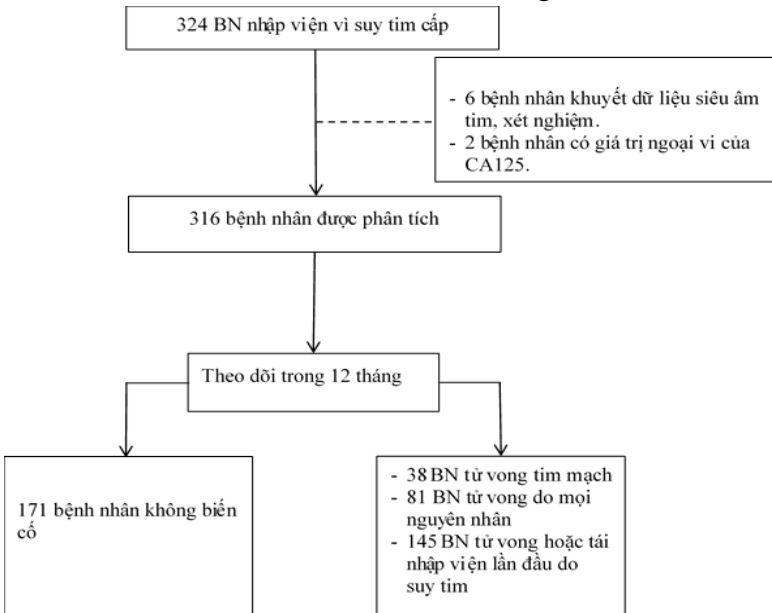 324 BN nhập viện vì suy tim cấp
- 6 bệnh nhân khuyết dữ liệu siêu âm
tim, xét nghiệm.
- 2 bệnh nhân có giá trị ngoại vi của
CA125.
316 bệnh nhân được phân tích
Theo dõi trong 12 tháng
171 bệnh nhân không biến
cố
- 38 BN tử vong tim mạch
- 81 BN tử vong do mọi
nguyên nhân
- 145 BN tử vong hoặc tái
nhập viện lần đầu do
suy tim